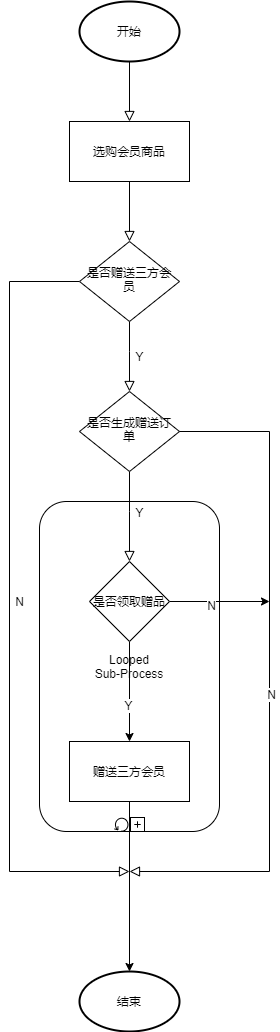 开始
选购会员商品
是否赠送三方会
员
Y
是否生成赠送订
单
Y
N
是否领取赠品
N
Looped
Sub-Process
N
Y
赠送三方会员
+
结束